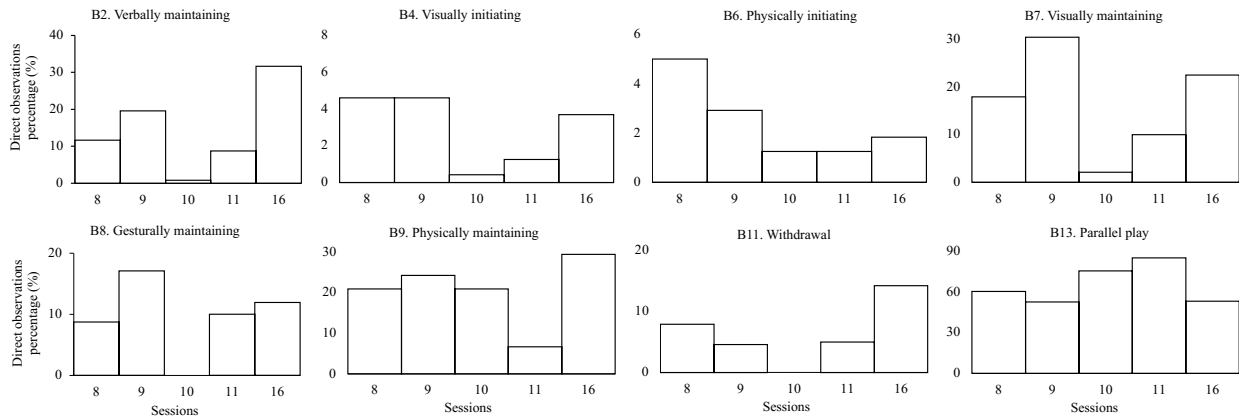 B2. Verbally maintaining
B4. Visually initiating
B6. Physically initiating
B7. Visually maintaining
Direct observations
percentage (%)
40
30
20
10
0
8
6
4
2
0
6
4
2
0
30
20
10
0
8 9 10 11 16
8 9 10 11 16
8 9 10 11 16
8 9 10 11 16
B8. Gesturally maintaining
B9. Physically maintaining
B11. Withdrawal
B13. Parallel play
Direct observations
percentage (%)
20
10
0
30
20
10
0
20
10
0
90
60
30
0
8 9 10 11 16
8 9 10 11 16
8 9 10 11 16
8 9 10 11 16
Sessions
Sessions
Sessions
Sessions